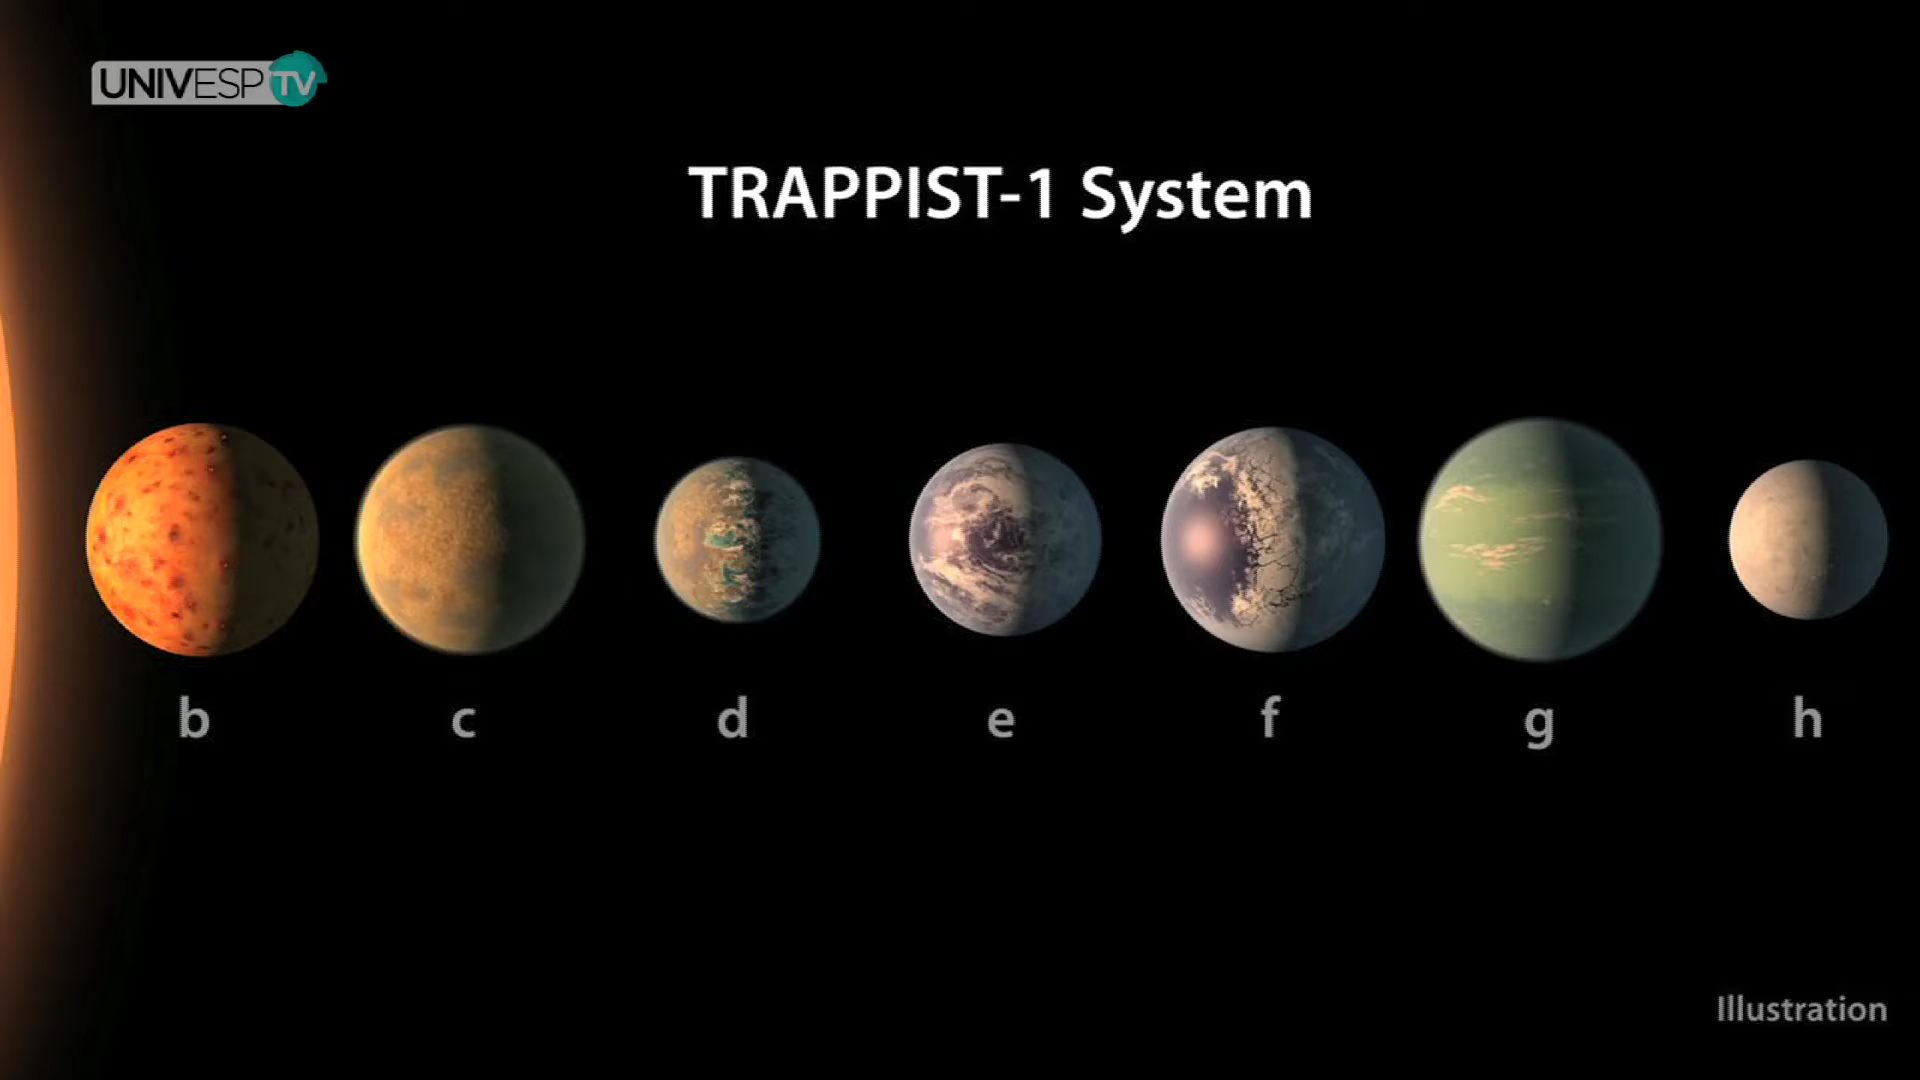 UNIVESP TV
TRAPPIST-1 System
b c d e f g h
Illustration